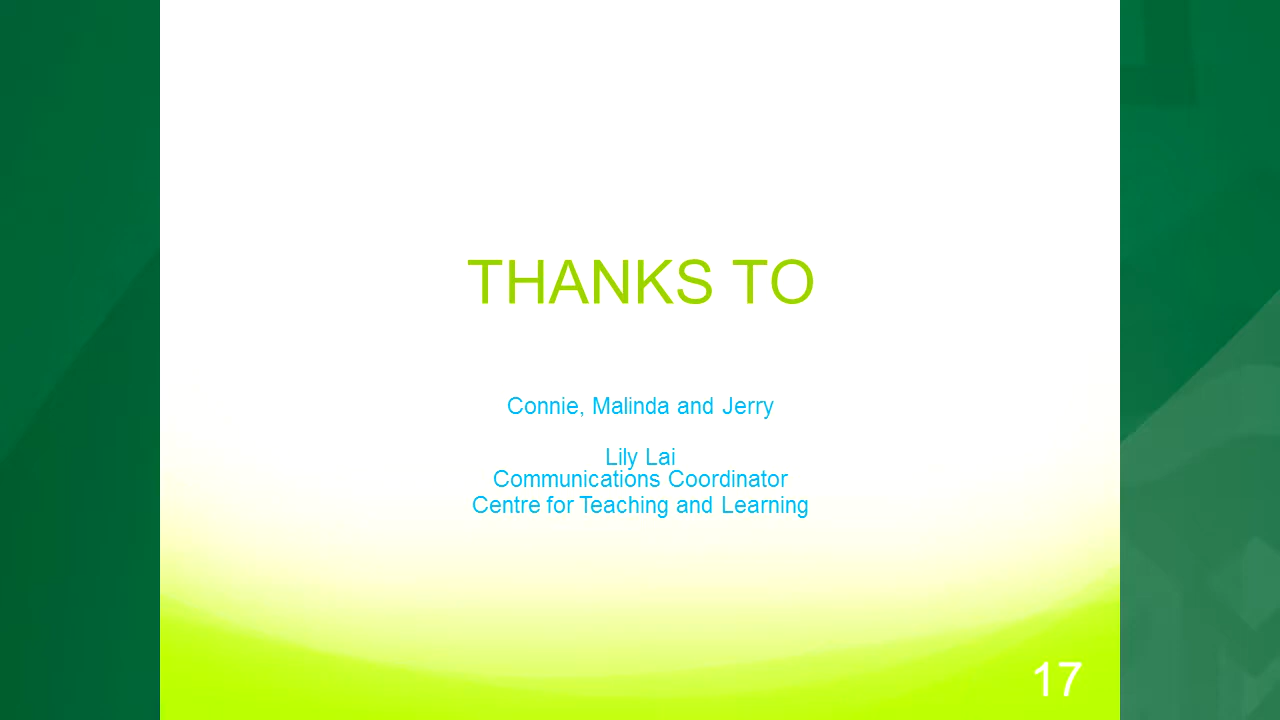 THANKS TO
Connie, Malinda and Jerry
Lily Lai
Communications Coordinator
Centre for Teaching and Learning
17